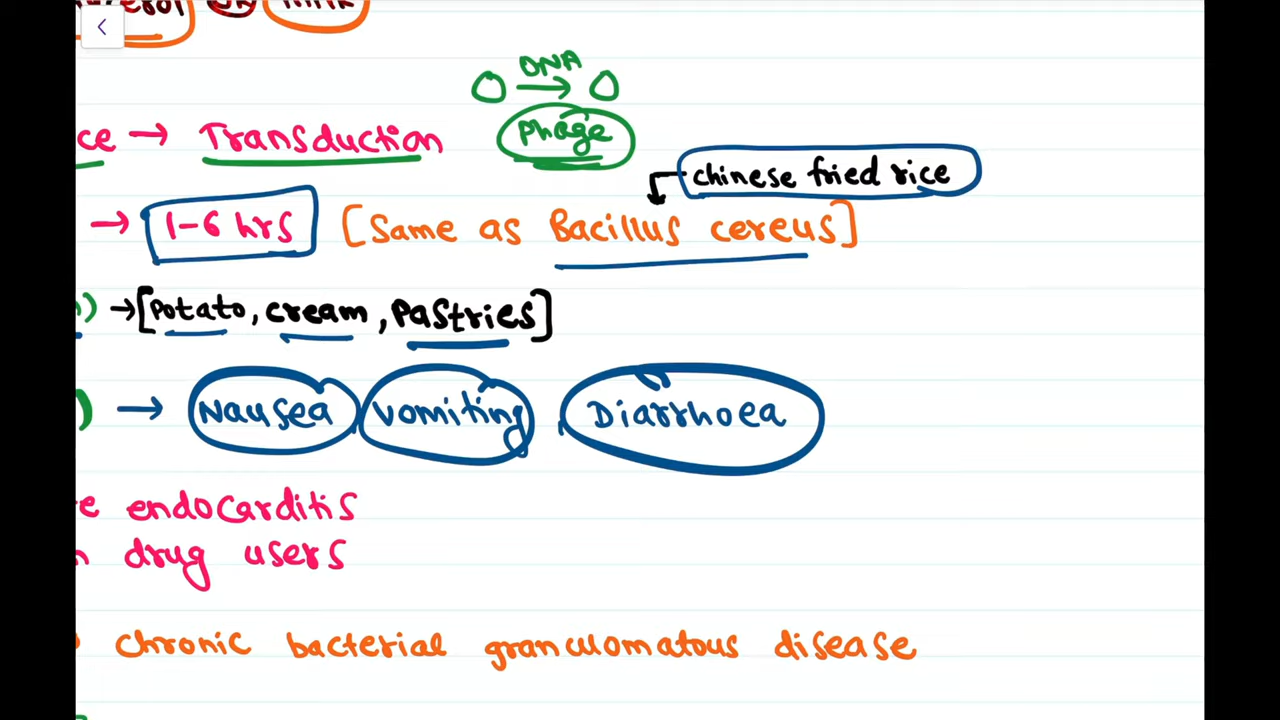 DNA
ce → Transduction phage
chinese fried rice
→ 1-6 hrs [Same as Bacillus cereus]
) → [Potato, cream, Pastries]
) → Nausea, Vomiting, Diarrhoea
e endocarditis
drug users
chronic bacterial granulomatous disease